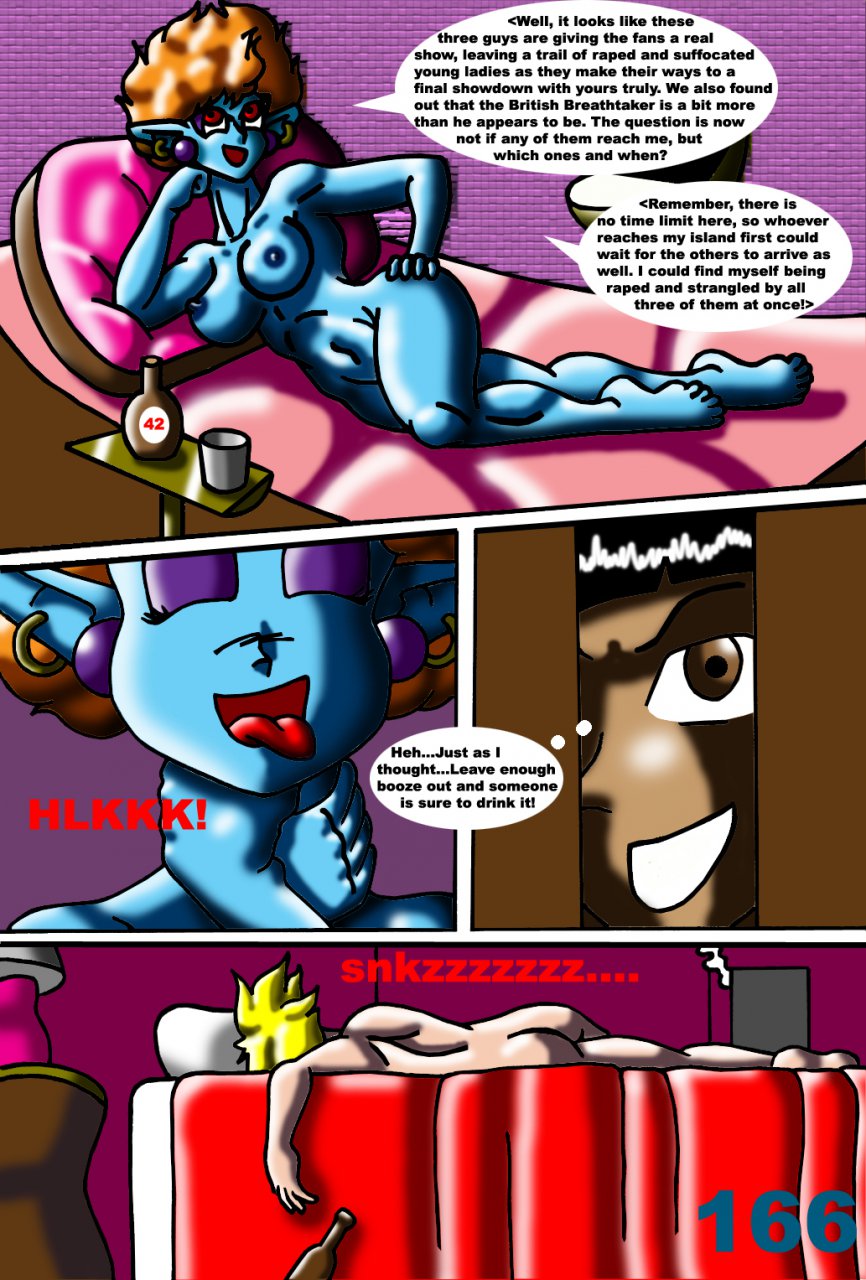 <Well, it looks like these
three guys are giving the fans a real
show, leaving a trail of raped and suffocated
young ladies as they make their ways to a
final showdown with yours truly. We also found
out that the British Breathtaker is a bit more
than he appears to be. The question is now
not if any of them reach me, but
which ones and when?
<Remember, there is
no time limit here, so whoever
reaches my island first could
wait for the others to arrive as
well. I could find myself being
raped and strangled by all
three of them at once!>
42
HLKKK!
Heh...Just as I
thought...Leave enough
booze out and someone
is sure to drink it!
snkzzzzzzz....
166